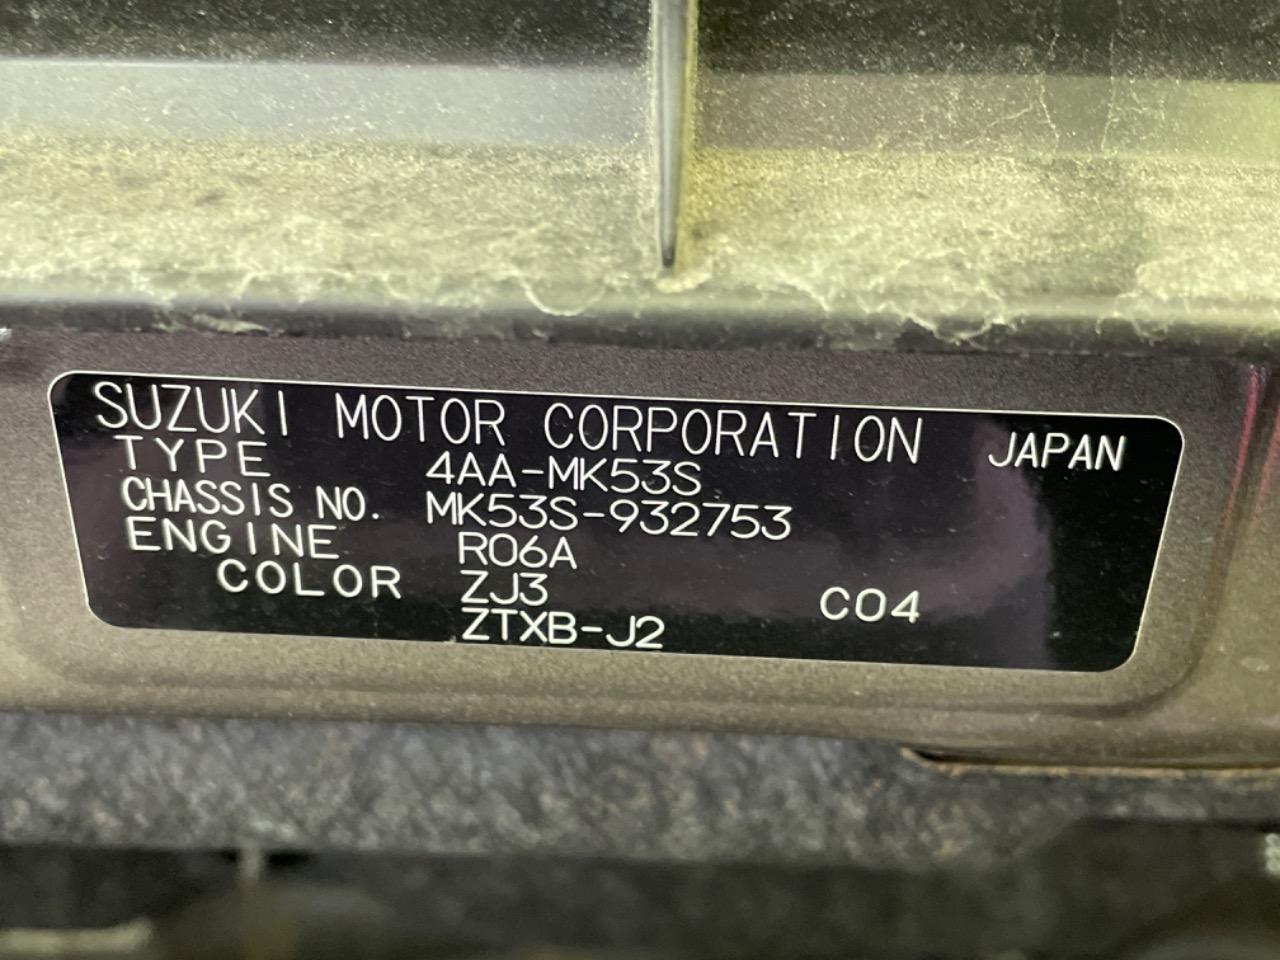 SUZUKI MOTOR CORPORATION JAPAN
TYPE 4AA-MK53S
CHASSIS NO. MK53S-932753
ENGINE R06A
COLOR ZJ3 C04
ZTXB-J2